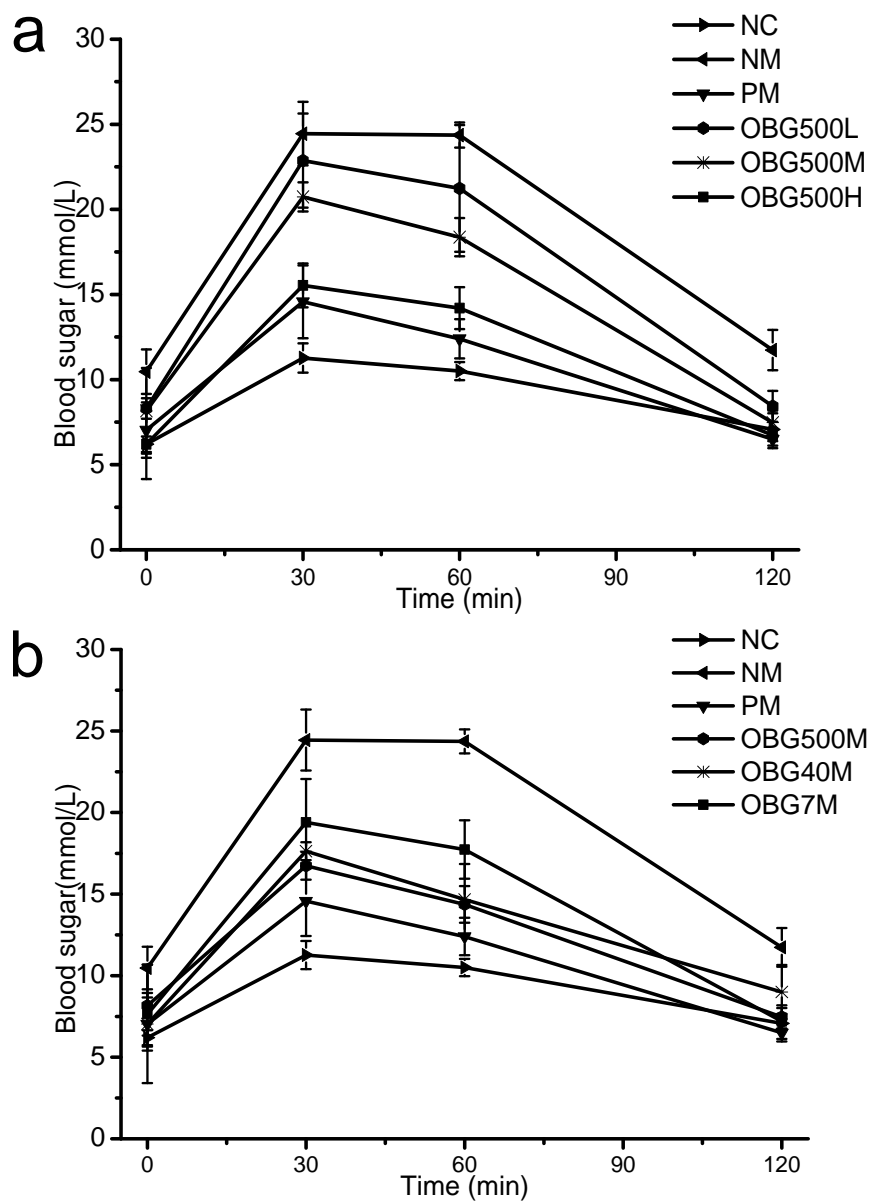 a
30
25
20
15
10
5
0
Blood sugar (mmol/L)
0 30 60 90 120
Time (min)
NC
NM
PM
OBG500L
OBG500M
OBG500H
b
30
25
20
15
10
5
0
Blood sugar(mmol/L)
0 30 60 90 120
Time (min)
NC
NM
PM
OBG500M
OBG40M
OBG7M